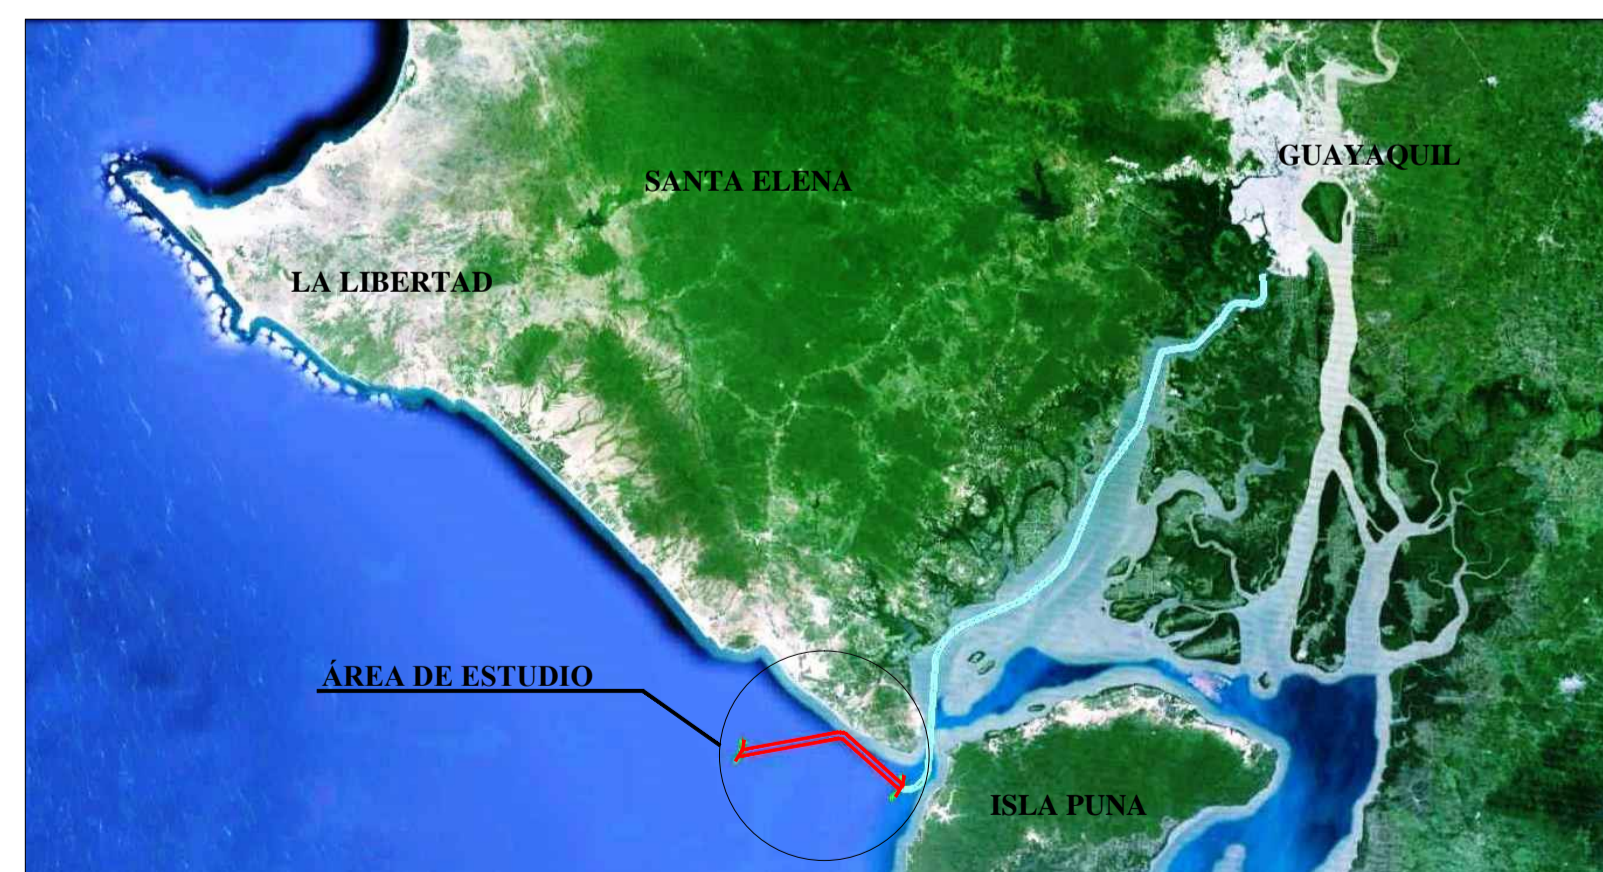 GUAYAQUIL
SANTA ELENA
LA LIBERTAD
ÁREA DE ESTUDIO
ISLA PUNA